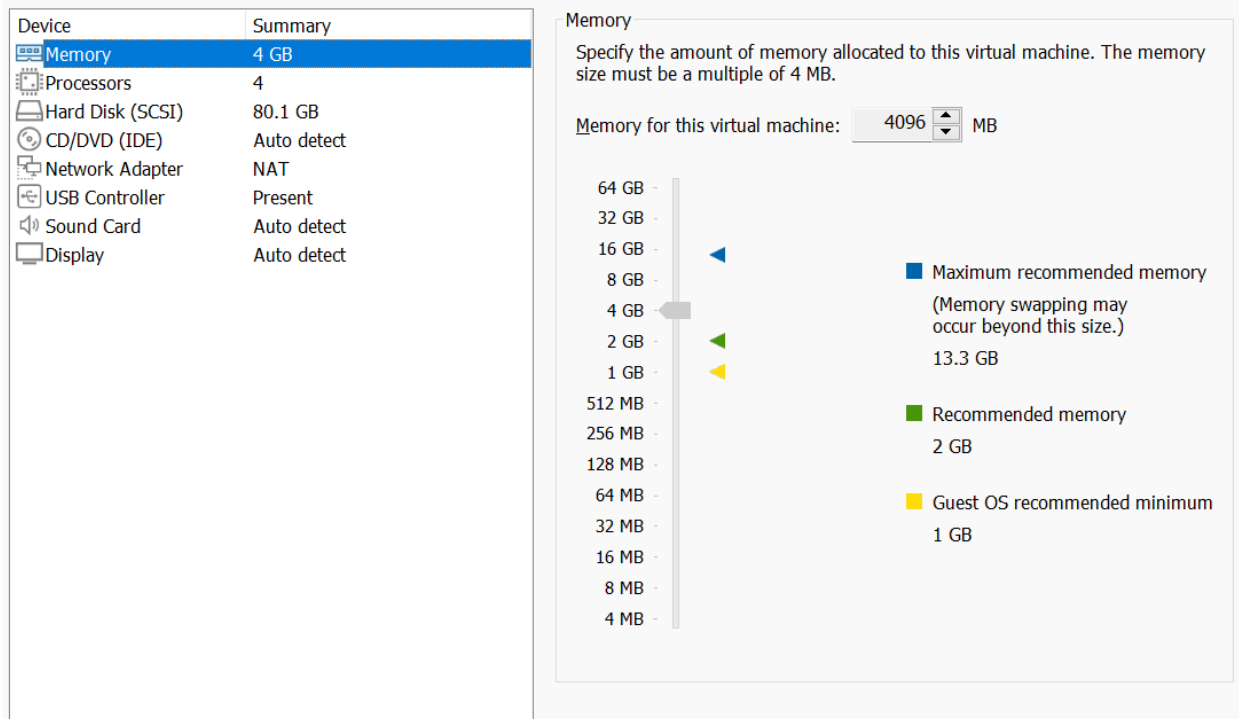 Device Summary
Memory 4 GB
Processors 4
Hard Disk (SCSI) 80.1 GB
CD/DVD (IDE) Auto detect
Network Adapter NAT
USB Controller Present
Sound Card Auto detect
Display Auto detect
Memory
Specify the amount of memory allocated to this virtual machine. The memory
size must be a multiple of 4 MB.
Memory for this virtual machine: 4096 MB
64 GB
32 GB
16 GB
8 GB
4 GB
2 GB
1 GB
512 MB
256 MB
128 MB
64 MB
32 MB
16 MB
8 MB
4 MB
Maximum recommended memory
(Memory swapping may
occur beyond this size.)
13.3 GB
Recommended memory
2 GB
Guest OS recommended minimum
1 GB